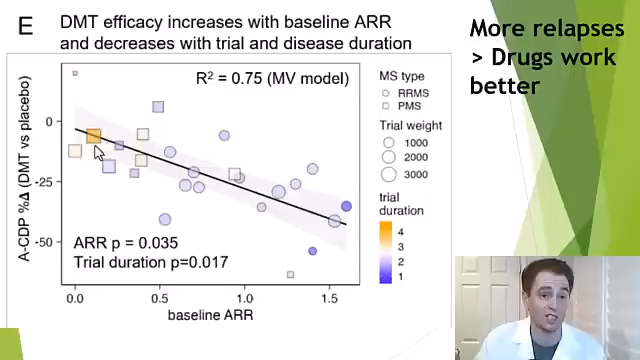 E
DMT efficacy increases with baseline ARR
and decreases with trial and disease duration
R² = 0.75 (MV model)
A-CDP %Δ (DMT vs placebo)
0
-25
-50
ARR p = 0.035
Trial duration p=0.017
0.0
0.5
1.0
1.5
baseline ARR
MS type
RRMS
PMS
Trial weight
1000
2000
3000
trial
duration
4
3
2
1
More relapses
> Drugs work
better